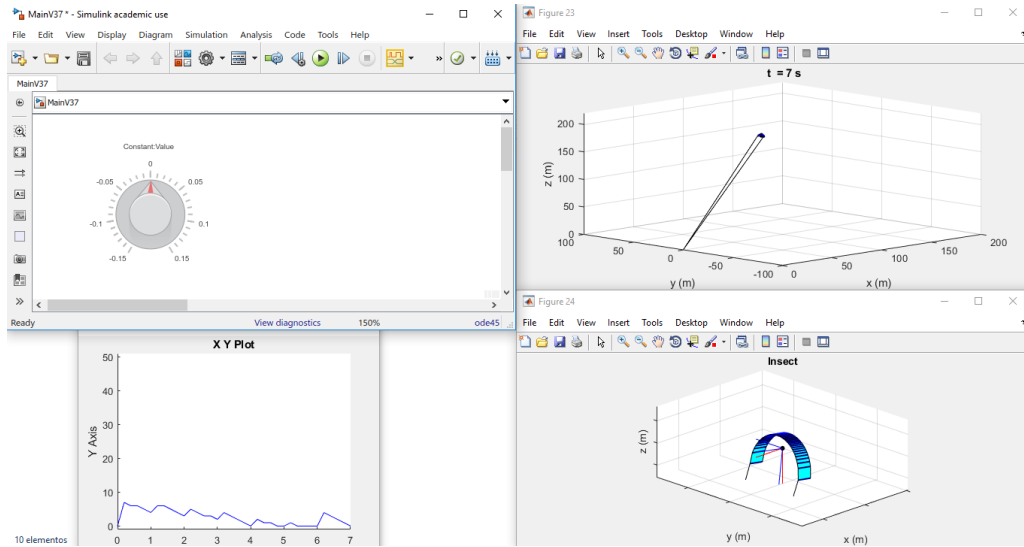 MainV37 * - Simulink academic use
File Edit View Display Diagram Simulation Analysis Code Tools Help
»
MainV37
MainV37
Constant:Value
0
-0.05 0.05
-0.1 0.1
-0.15 0.15
»
Ready View diagnostics 150% ode45
X Y Plot
50
40
30
20
10
0
Y Axis
0 1 2 3 4 5 6 7
10 elementos
Figure 23
File Edit View Insert Tools Desktop Window Help
t = 7 s
200
150
100
50
0
z (m)
100 50 0 -50 -100
y (m)
0 50 100 150 200
x (m)
Figure 24
File Edit View Insert Tools Desktop Window Help
Insect
z (m)
y (m) x (m)